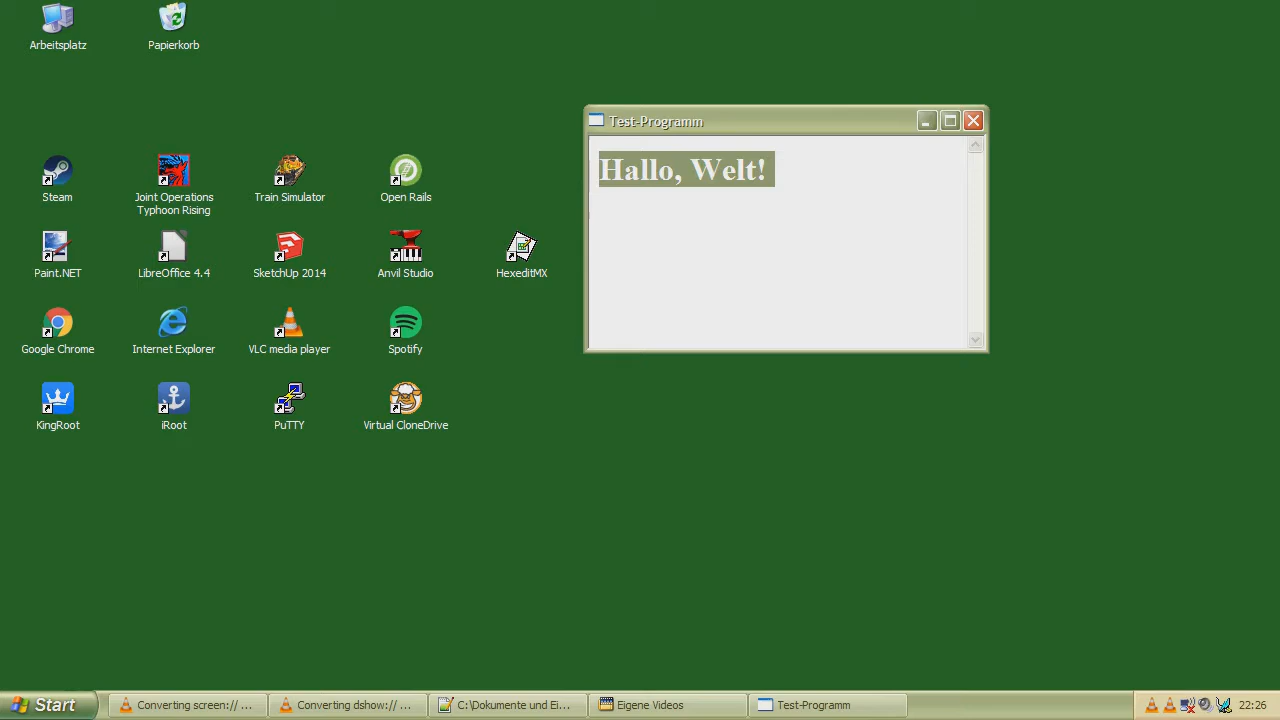 Arbeitsplatz
Papierkorb
Test-Programm
Hallo, Welt!
Steam
Joint Operations
Typhoon Rising
Train Simulator
Open Rails
Paint.NET
LibreOffice 4.4
SketchUp 2014
Anvil Studio
HexeditMX
Google Chrome
Internet Explorer
VLC media player
Spotify
KingRoot
iRoot
PuTTY
Virtual CloneDrive
Start
Converting screen:// ...
Converting dshow:// ...
C:\Dokumente und Ei...
Eigene Videos
Test-Programm
22:26